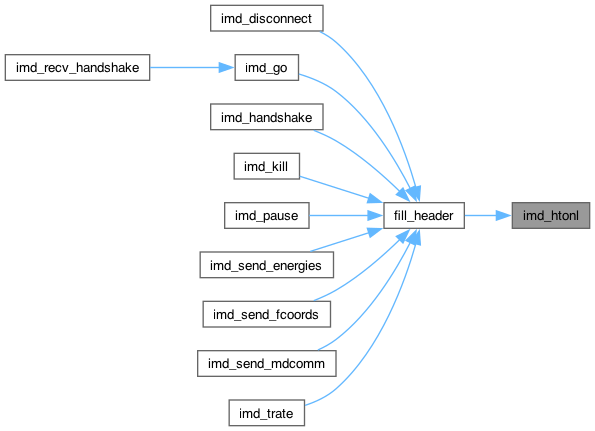 imd_disconnect
imd_recv_handshake
imd_go
imd_handshake
imd_kill
imd_pause
fill_header
imd_htonl
imd_send_energies
imd_send_fcoords
imd_send_mdcomm
imd_trate